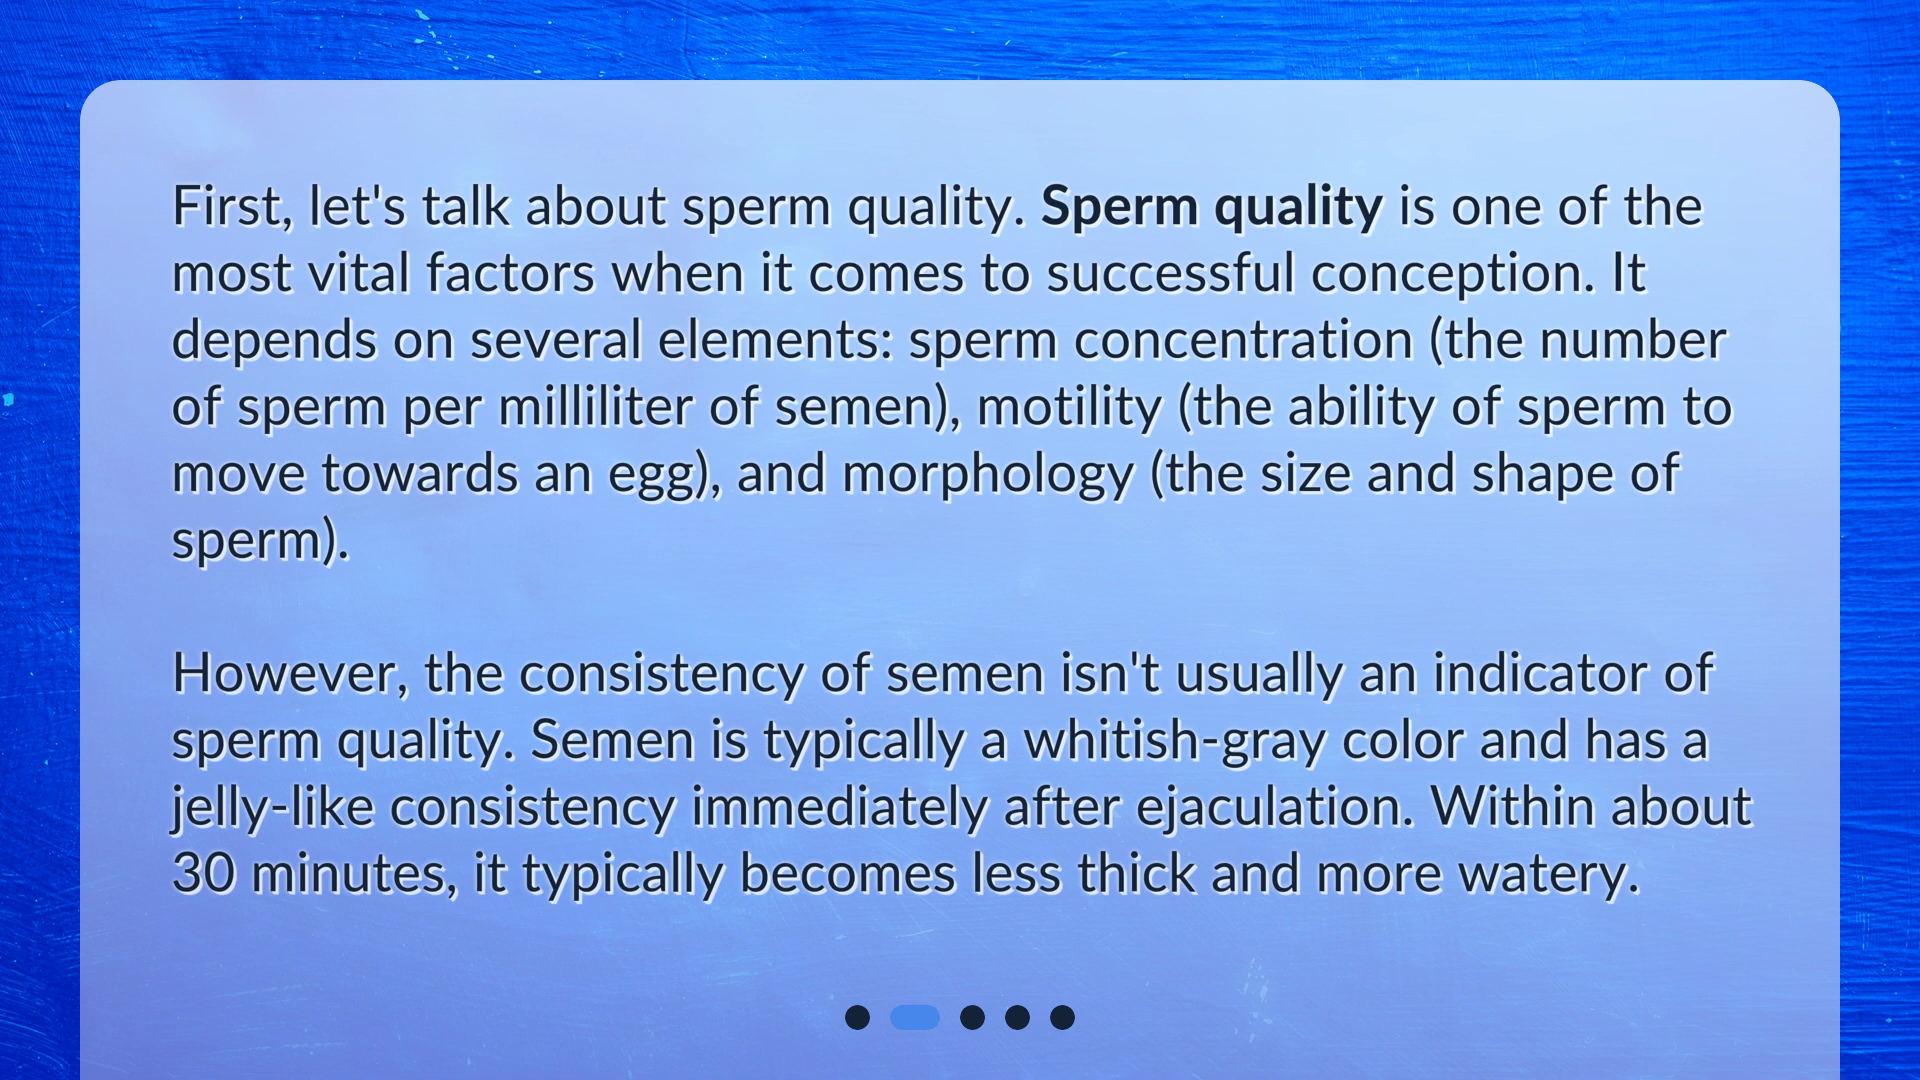 First, let's talk about sperm quality. Sperm quality is one of the
most vital factors when it comes to successful conception. It
depends on several elements: sperm concentration (the number
of sperm per milliliter of semen), motility (the ability of sperm to
move towards an egg), and morphology (the size and shape of
sperm).
However, the consistency of semen isn't usually an indicator of
sperm quality. Semen is typically a whitish-gray color and has a
jelly-like consistency immediately after ejaculation. Within about
30 minutes, it typically becomes less thick and more watery.